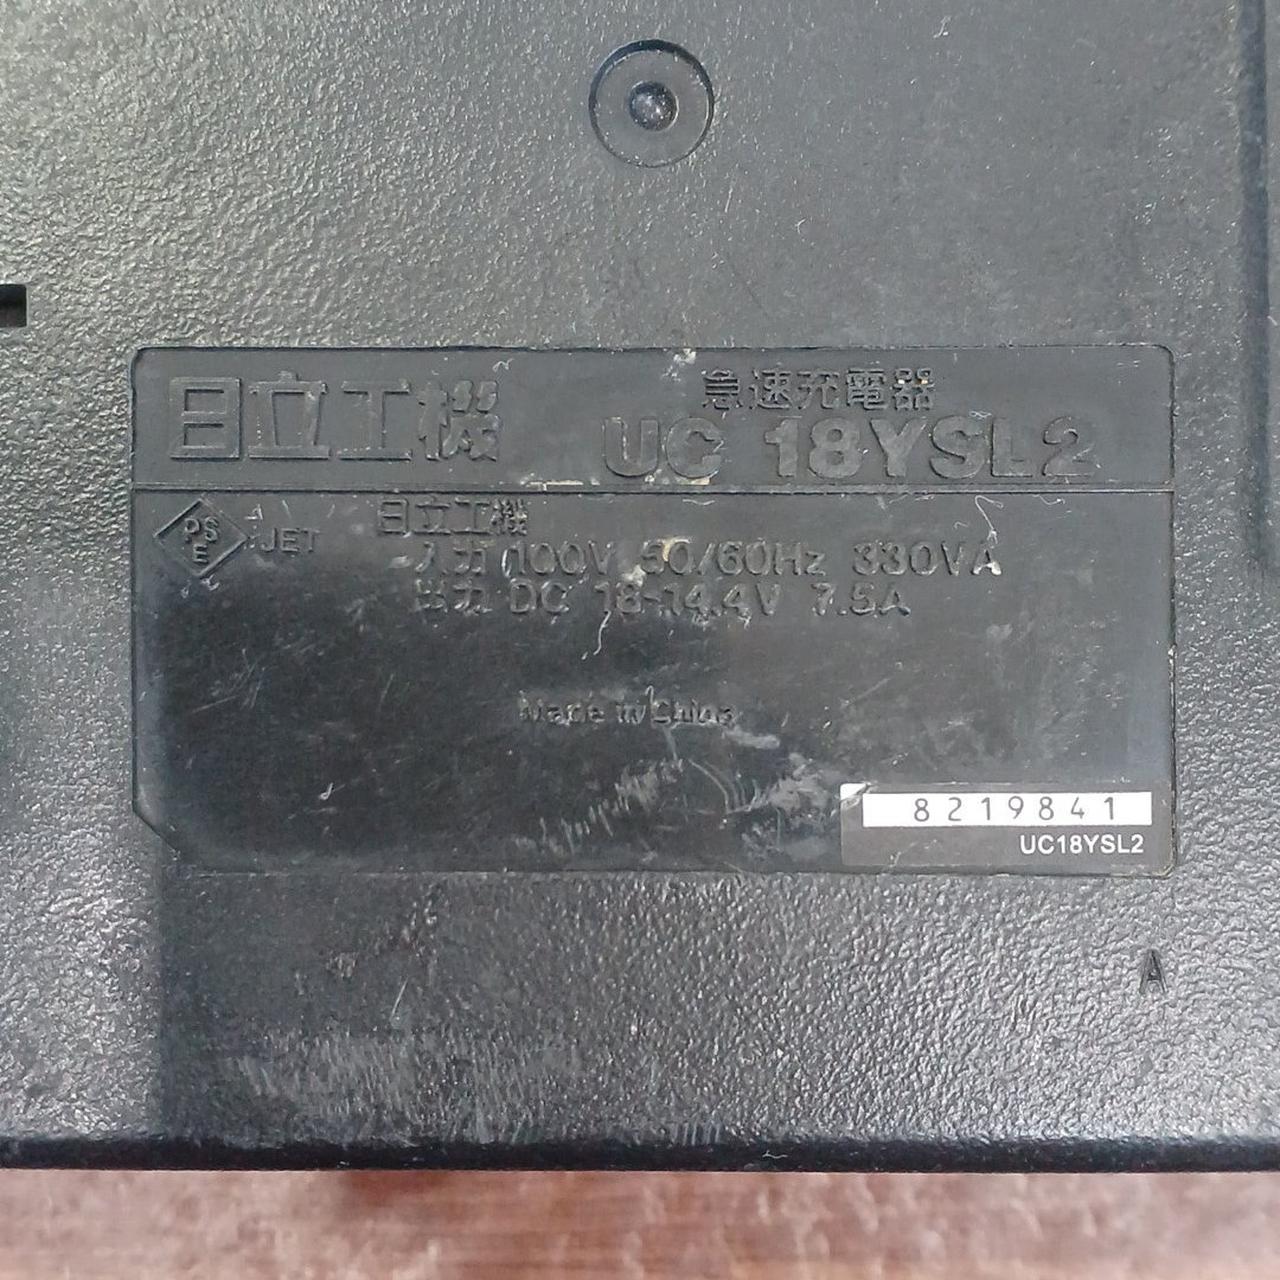 日立工機
急速充電器
UC 18YSL2
PSE JET
日立工機
入力 100V 50/60Hz 330VA
出力 DC 18-14.4V 7.5A
Made in China
8219841
UC18YSL2
A